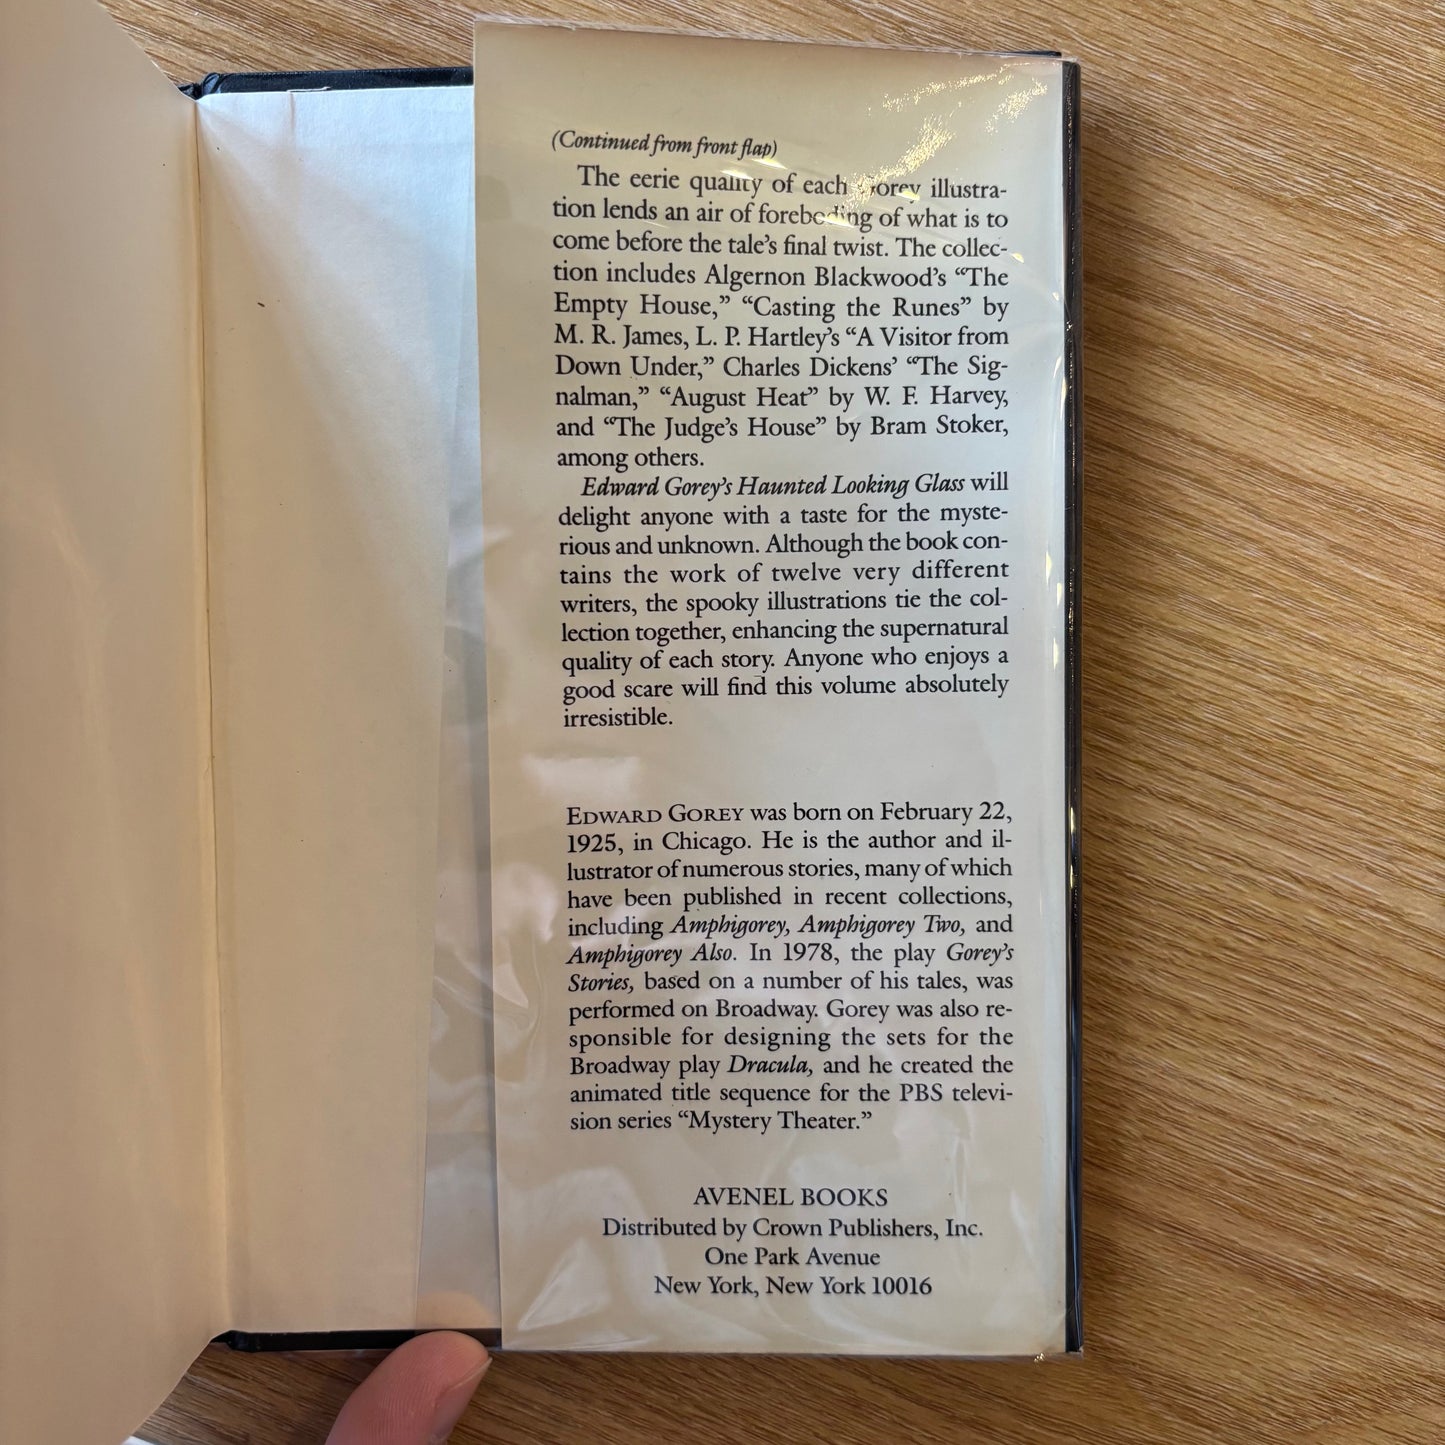 (Continued from front flap)
The eerie quality of each Gorey illustra-
tion lends an air of foreboding of what is to
come before the tale's final twist. The collec-
tion includes Algernon Blackwood's “The
Empty House,” “Casting the Runes” by
M. R. James, L. P. Hartley's “A Visitor from
Down Under,” Charles Dickens' “The Sig-
nalman,” “August Heat” by W. F. Harvey,
and “The Judge's House” by Bram Stoker,
among others.
Edward Gorey's Haunted Looking Glass will
delight anyone with a taste for the myste-
rious and unknown. Although the book con-
tains the work of twelve very different
writers, the spooky illustrations tie the col-
lection together, enhancing the supernatural
quality of each story. Anyone who enjoys a
good scare will find this volume absolutely
irresistible.
EDWARD GOREY was born on February 22,
1925, in Chicago. He is the author and il-
lustrator of numerous stories, many of which
have been published in recent collections,
including Amphigorey, Amphigorey Two, and
Amphigorey Also. In 1978, the play Gorey's
Stories, based on a number of his tales, was
performed on Broadway. Gorey was also re-
sponsible for designing the sets for the
Broadway play Dracula, and he created the
animated title sequence for the PBS televi-
sion series “Mystery Theater.”
AVENEL BOOKS
Distributed by Crown Publishers, Inc.
One Park Avenue
New York, New York 10016